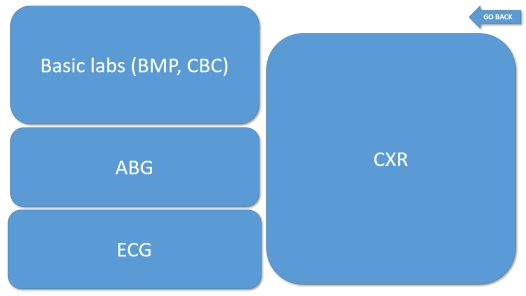 GO BACK
Basic labs (BMP, CBC)
CXR
ABG
ECG